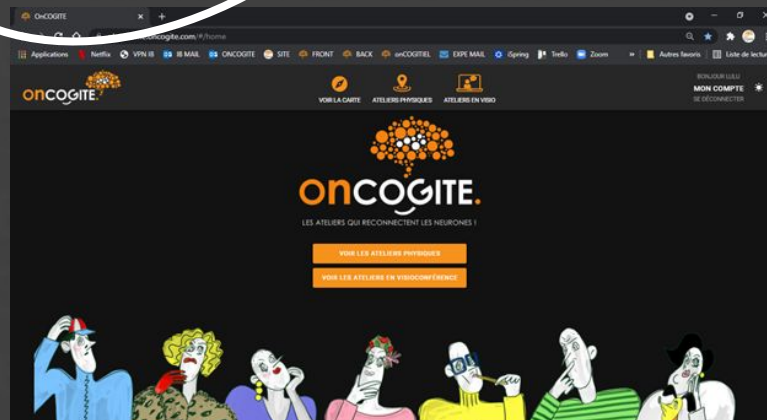 OnCOGITE
.oncogite.com/#/home
Applications Netflix VPN IB IB MAIL ONCOGITE SITE FRONT BACK onCOGITIEL EXPE MAIL iSpring Trello Zoom » Autres favoris Liste de lecture
onCOGITE.
VOIR LA CARTE ATELIERS PHYSIQUES ATELIERS EN VISIO
BONJOUR LULU
MON COMPTE
SE DÉCONNECTER
onCOGITE.
LES ATELIERS QUI RECONNECTENT LES NEURONES !
VOIR LES ATELIERS PHYSIQUES
VOIR LES ATELIERS EN VISIOCONFÉRENCE